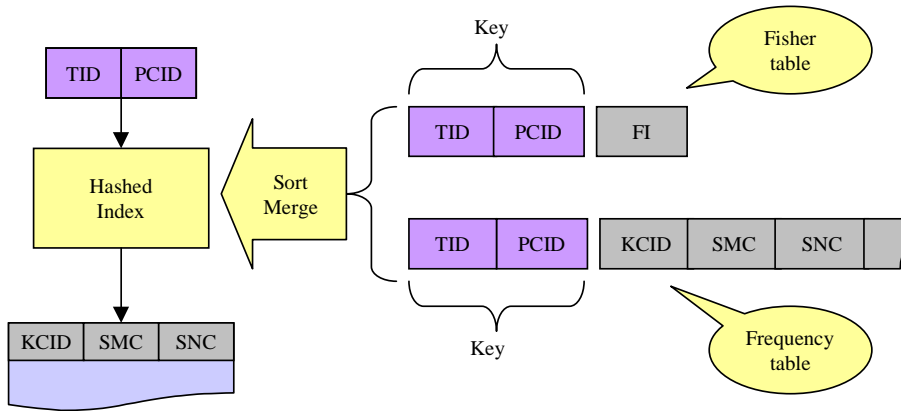 Key
Fisher
table
TID PCID
TID PCID FI
Hashed
Index
Sort
Merge
TID PCID KCID SMC SNC
KCID SMC SNC
Key
Frequency
table